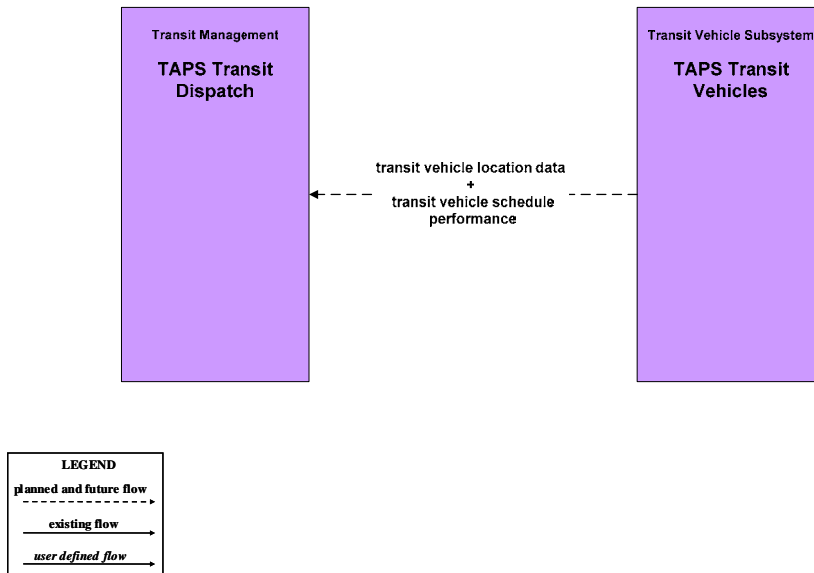 Transit Management
TAPS Transit
Dispatch
Transit Vehicle Subsystem
TAPS Transit
Vehicles
transit vehicle location data
+
transit vehicle schedule
performance
LEGEND
planned and future flow
existing flow
user defined flow